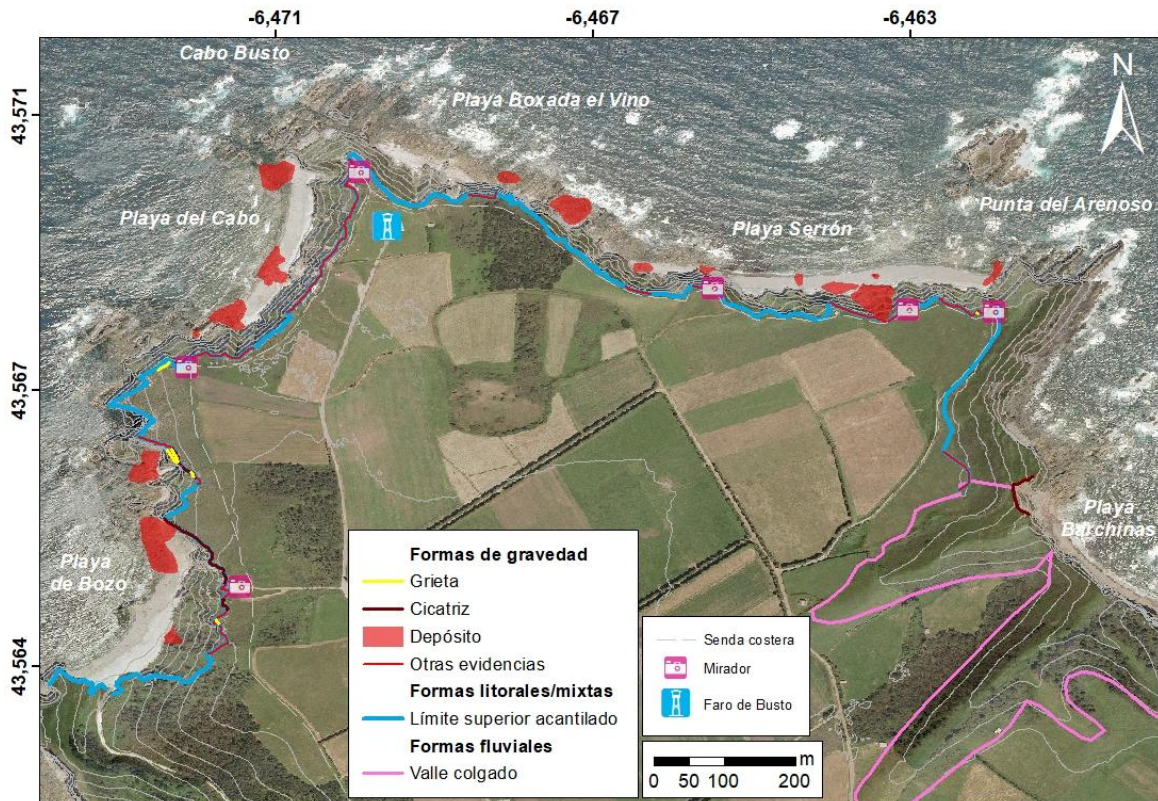 -6,471
-6,467
-6,463
Cabo Busto
N
43,571
Playa Boxada el Vino
Playa del Cabo
Punta del Arenoso
Playa Serrón
43,567
Playa
Barchinas
Playa
de Bozo
43,564
Formas de gravedad
Grieta
Cicatriz
Depósito
Otras evidencias
Formas litorales/mixtas
Límite superior acantilado
Formas fluviales
Valle colgado
Senda costera
Mirador
Faro de Busto
m
0 50 100 200